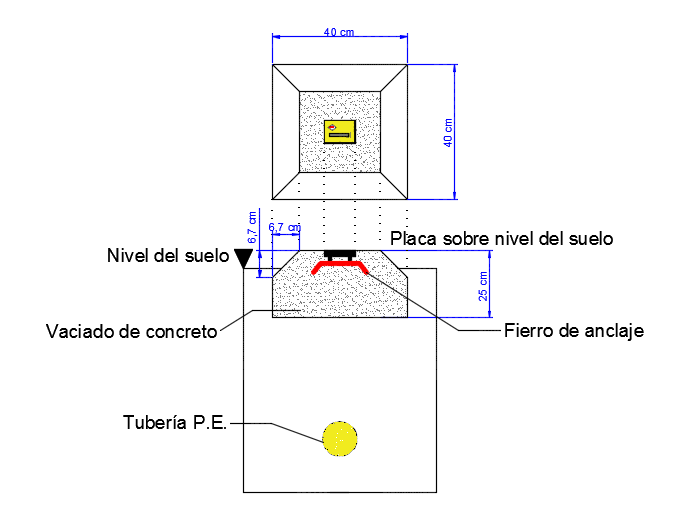 40 cm
40 cm
6,7 cm
6,7 cm
Placa sobre nivel del suelo
Nivel del suelo
25 cm
Vaciado de concreto
Fierro de anclaje
Tubería P.E.